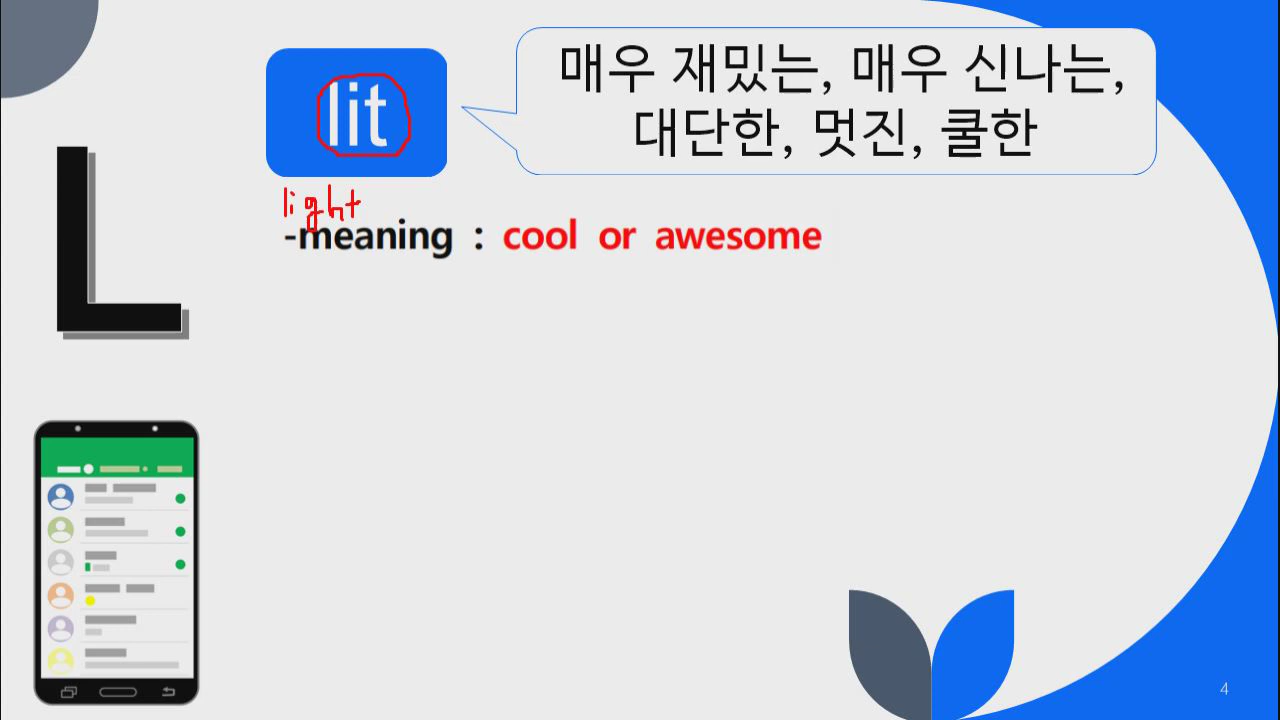 lit
매우 재밌는, 매우 신나는,
대단한, 멋진, 쿨한
light
-meaning : cool or awesome
L
4